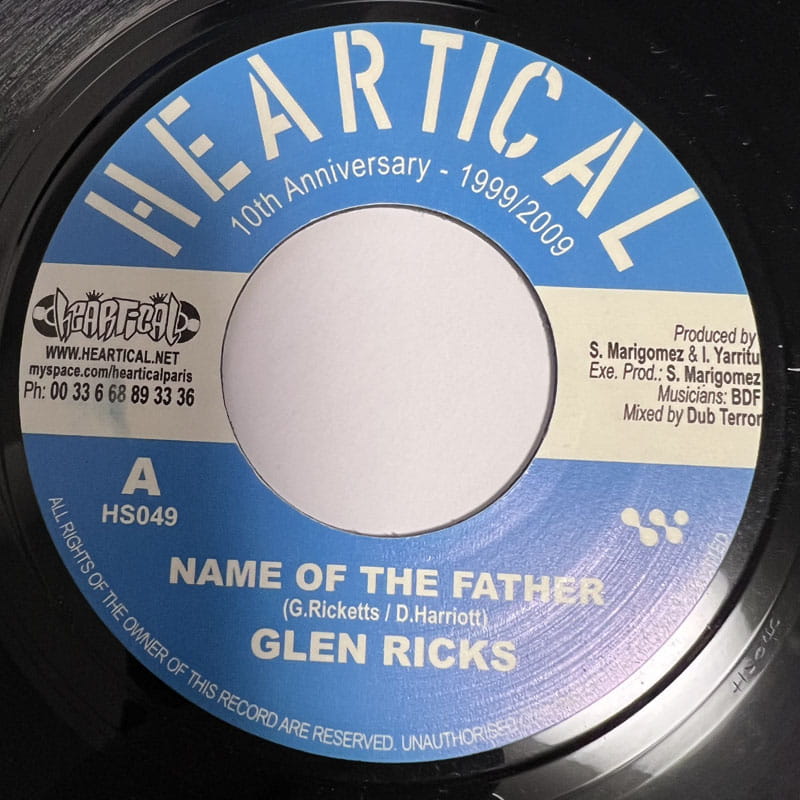 HEARTICAL
10th Anniversary - 1999/2009
HEARTICAL
WWW.HEARTICAL.NET
myspace.com/hearticalparis
Ph: 00 33 6 68 89 33 36
Produced by
S. Marigomez & I. Yarritu
Exe. Prod.: S. Marigomez
Musicians: BDF
Mixed by Dub Terror
A
HS049
NAME OF THE FATHER
(G.Ricketts / D.Harriott)
GLEN RICKS
ALL RIGHTS OF THE OWNER OF THIS RECORD ARE RESERVED. UNAUTHORISED